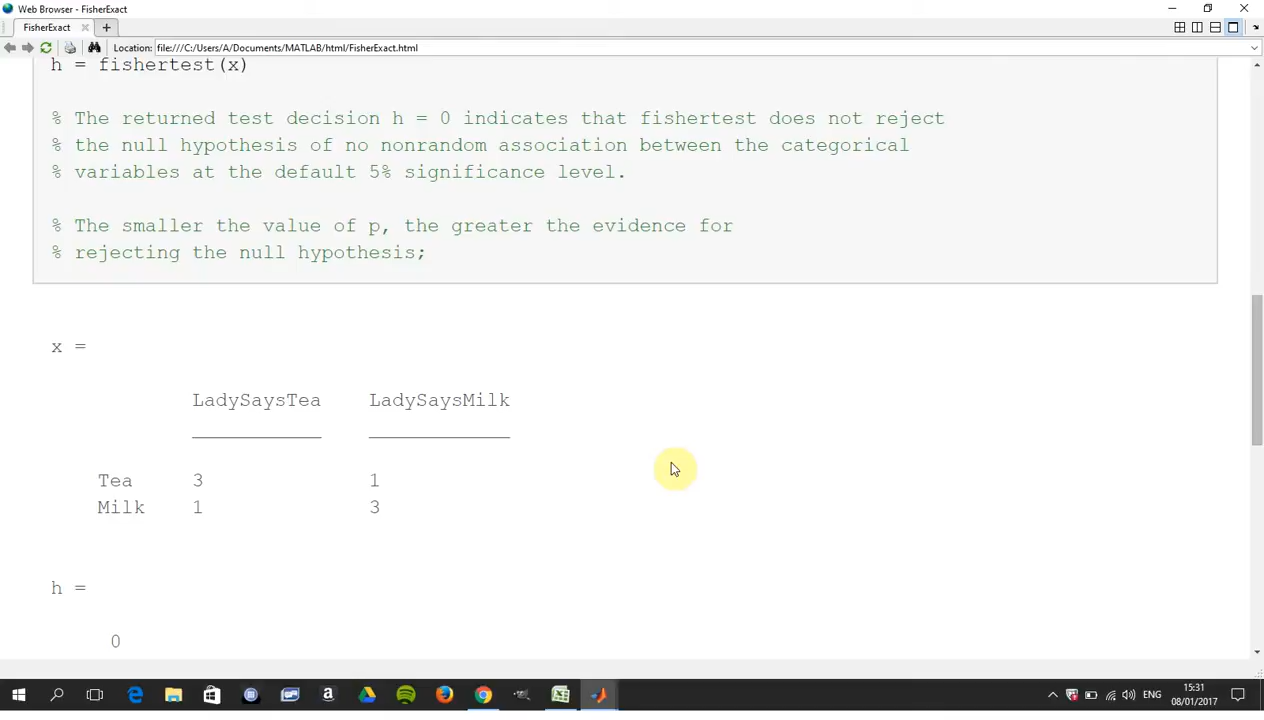 Web Browser - FisherExact
FisherExact
Location: file:///C:/Users/A/Documents/MATLAB/html/FisherExact.html
h = fishertest(x)
% The returned test decision h = 0 indicates that fishertest does not reject
% the null hypothesis of no nonrandom association between the categorical
% variables at the default 5% significance level.
% The smaller the value of p, the greater the evidence for
% rejecting the null hypothesis;
x =
LadySaysTea LadySaysMilk
Tea 3 1
Milk 1 3
h =
0
ENG
15:31
08/01/2017